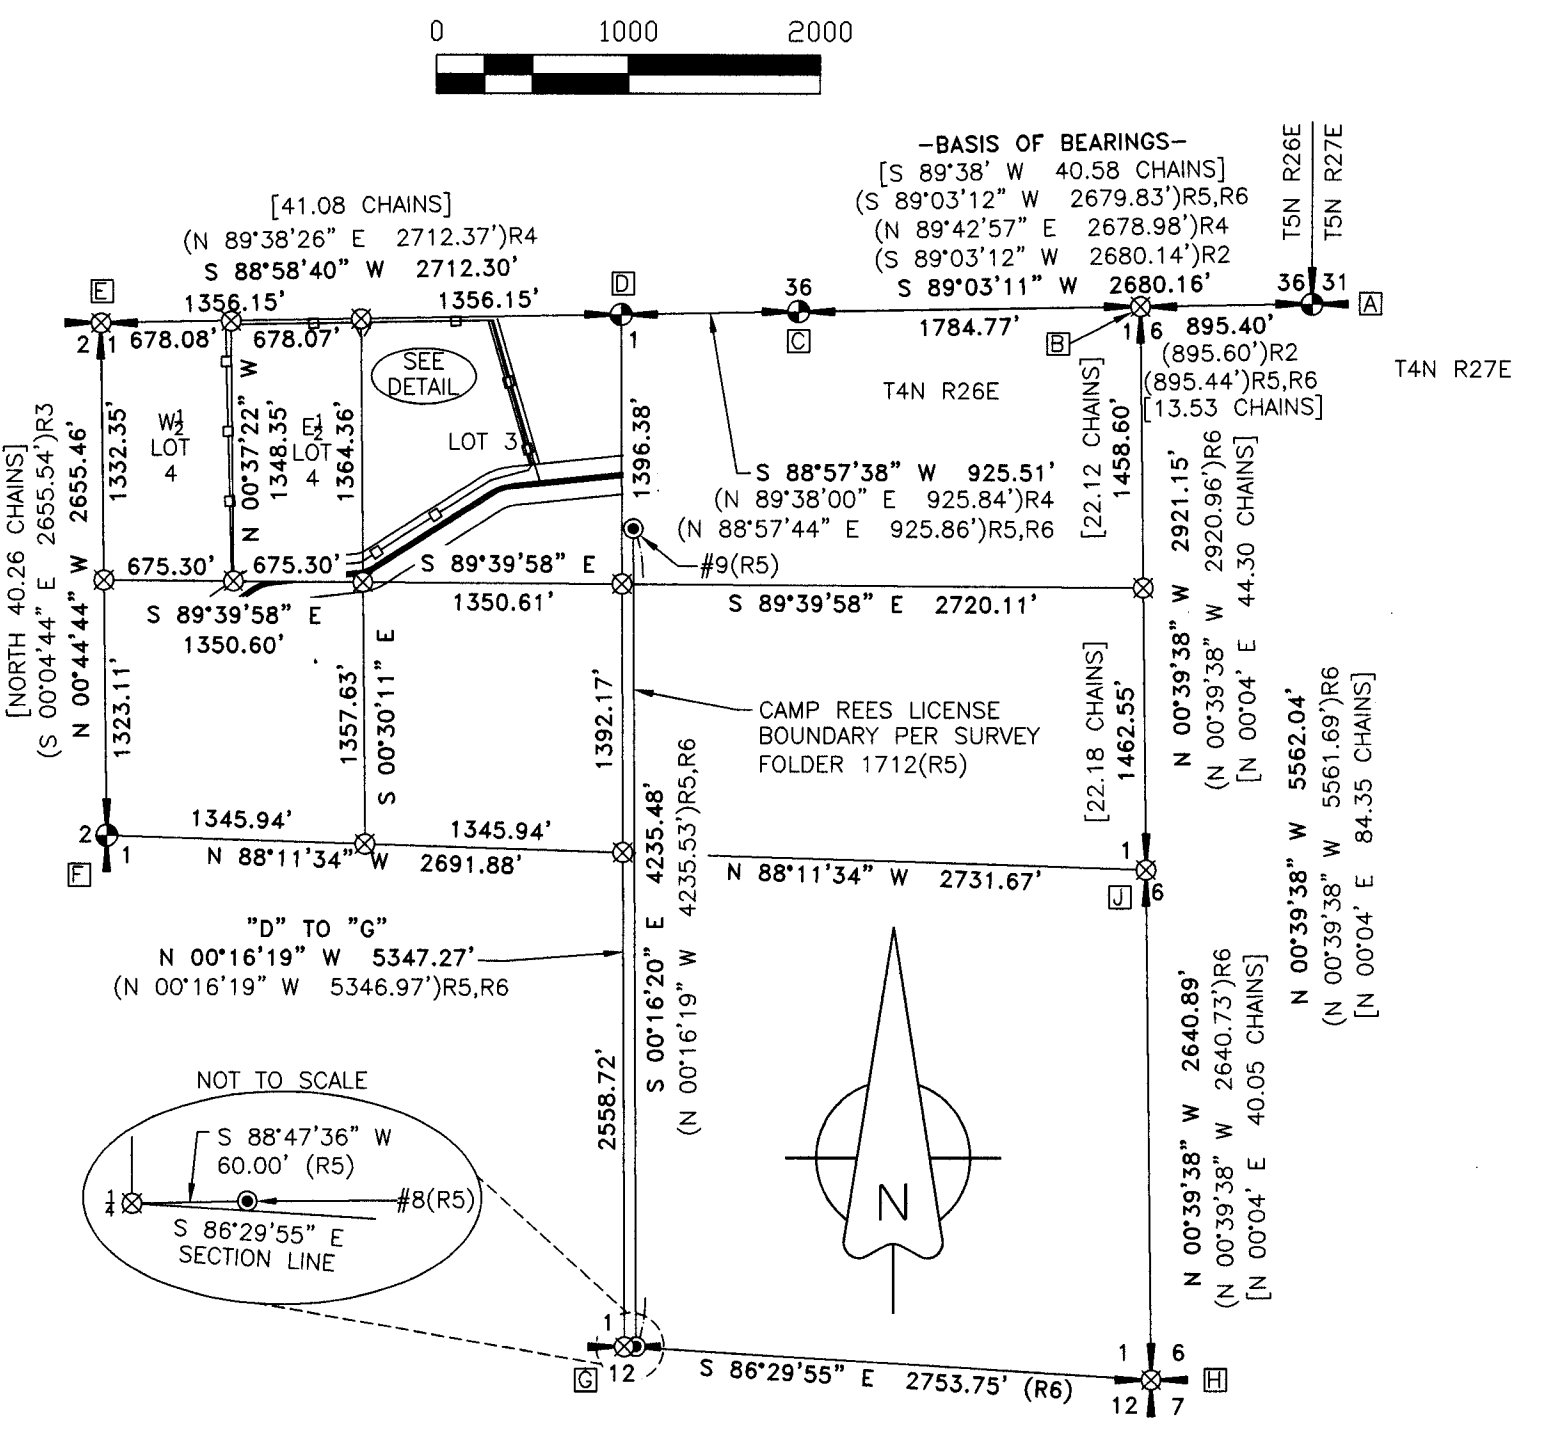 0 1000 2000
-BASIS OF BEARINGS-
[S 89°38' W 40.58 CHAINS]
(S 89°03'12" W 2679.83')R5,R6
(N 89°42'57" E 2678.98')R4
(S 89°03'12" W 2680.14')R2
S 89°03'11" W 2680.16'
T5N R26E
T5N R27E
[41.08 CHAINS]
(N 89°38'26" E 2712.37')R4
S 88°58'40" W 2712.30'
E
1356.15'
1356.15'
D
36
36 31
A
2 1
678.08'
678.07'
1
C
1784.77'
B
1 6
895.40'
(895.60')R2
(895.44')R5,R6
[13.53 CHAINS]
T4N R27E
T4N R26E
SEE
DETAIL
W½
LOT
4
E½
LOT
4
LOT 3
[NORTH 40.26 CHAINS]
(S 00°04'44" E 2655.54')R3
N 00°44'44" W 2655.46'
1332.35'
N 00°37'22" W
1348.35'
1364.36'
1396.38'
S 88°57'38" W 925.51'
(N 89°38'00" E 925.84')R4
(N 88°57'44" E 925.86')R5,R6
[22.12 CHAINS]
1458.60'
N 00°39'38" W 2921.15'
(N 00°39'38" W 2920.96')R6
[N 00°04' E 44.30 CHAINS]
#9(R5)
675.30'
675.30'
S 89°39'58" E
1350.61'
S 89°39'58" E 2720.11'
S 89°39'58" E
1350.60'
1323.11'
1357.63'
S 00°30'11" E
1392.17'
CAMP REES LICENSE
BOUNDARY PER SURVEY
FOLDER 1712(R5)
[22.18 CHAINS]
1462.55'
N 00°39'38" W 5562.04'
(N 00°39'38" W 5561.69')R6
[N 00°04' E 84.35 CHAINS]
2
1
F
1345.94'
1345.94'
N 88°11'34" W 2691.88'
N 88°11'34" W 2731.67'
1
J
6
"D" TO "G"
N 00°16'19" W 5347.27'
(N 00°16'19" W 5346.97')R5,R6
S 00°16'20" E 4235.48'
(N 00°16'19" W 4235.53')R5,R6
2558.72'
N 00°39'38" W 2640.89'
(N 00°39'38" W 2640.73')R6
[N 00°04' E 40.05 CHAINS]
NOT TO SCALE
S 88°47'36" W
60.00' (R5)
¼
#8(R5)
S 86°29'55" E
SECTION LINE
N
1
G
12
S 86°29'55" E 2753.75' (R6)
1 6
H
12 7